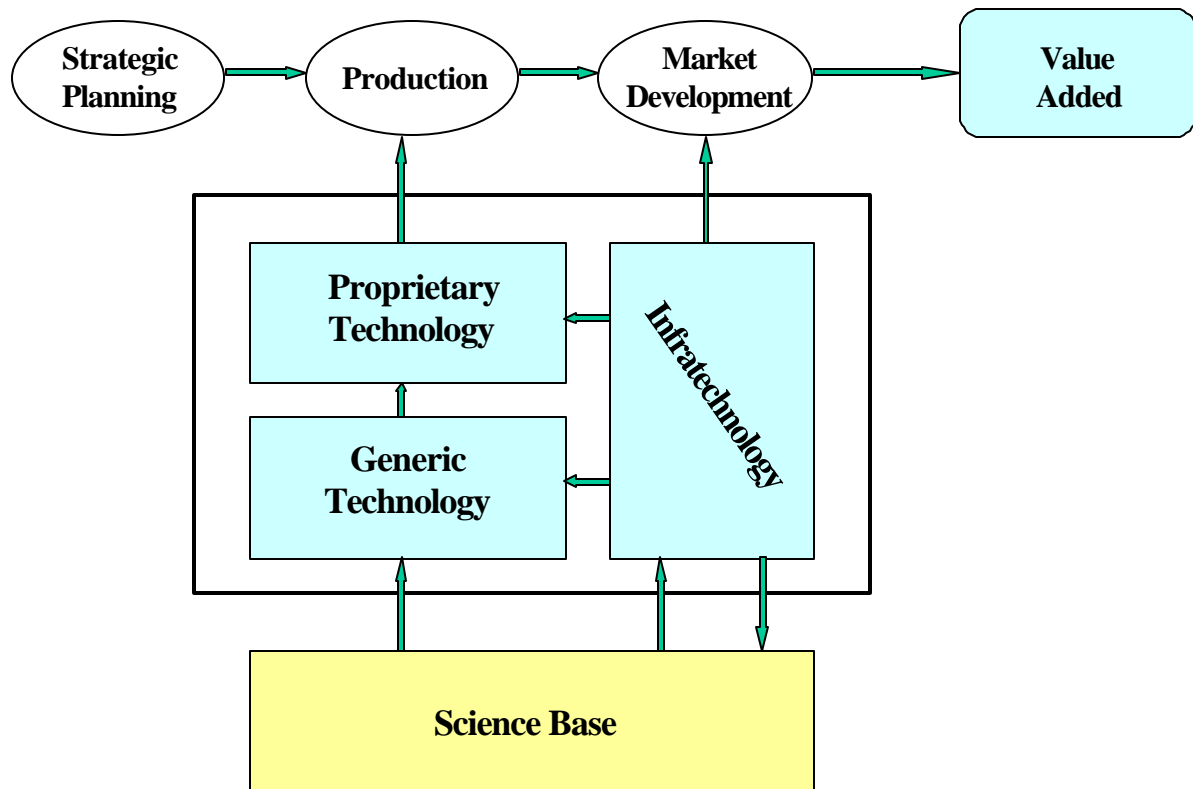 Strategic
Planning
Production
Market
Development
Value
Added
Proprietary
Technology
Infratechnology
Generic
Technology
Science Base